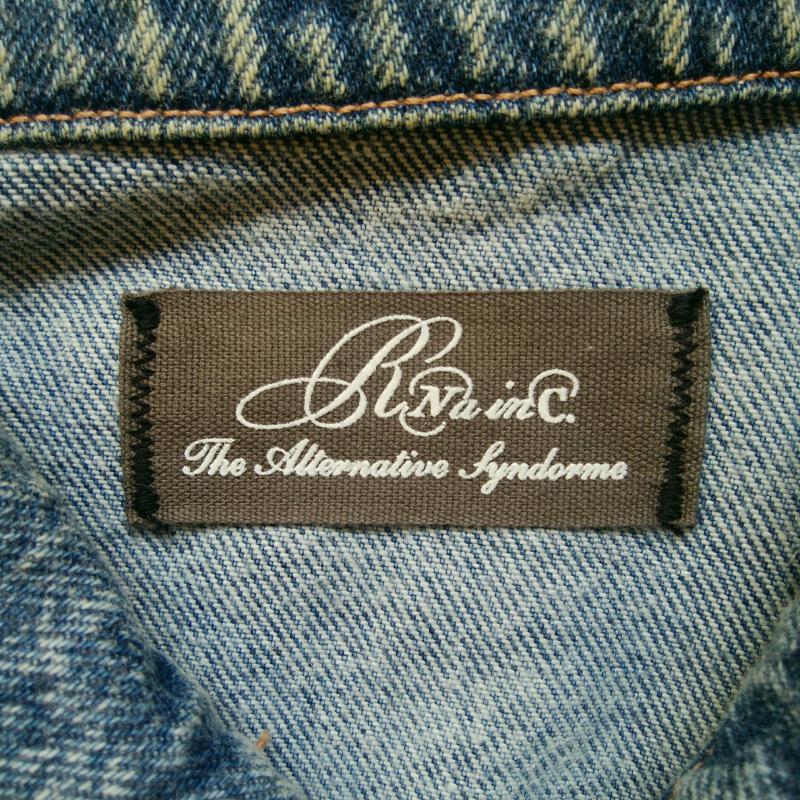 RNa inC.
The Alternative Syndorme